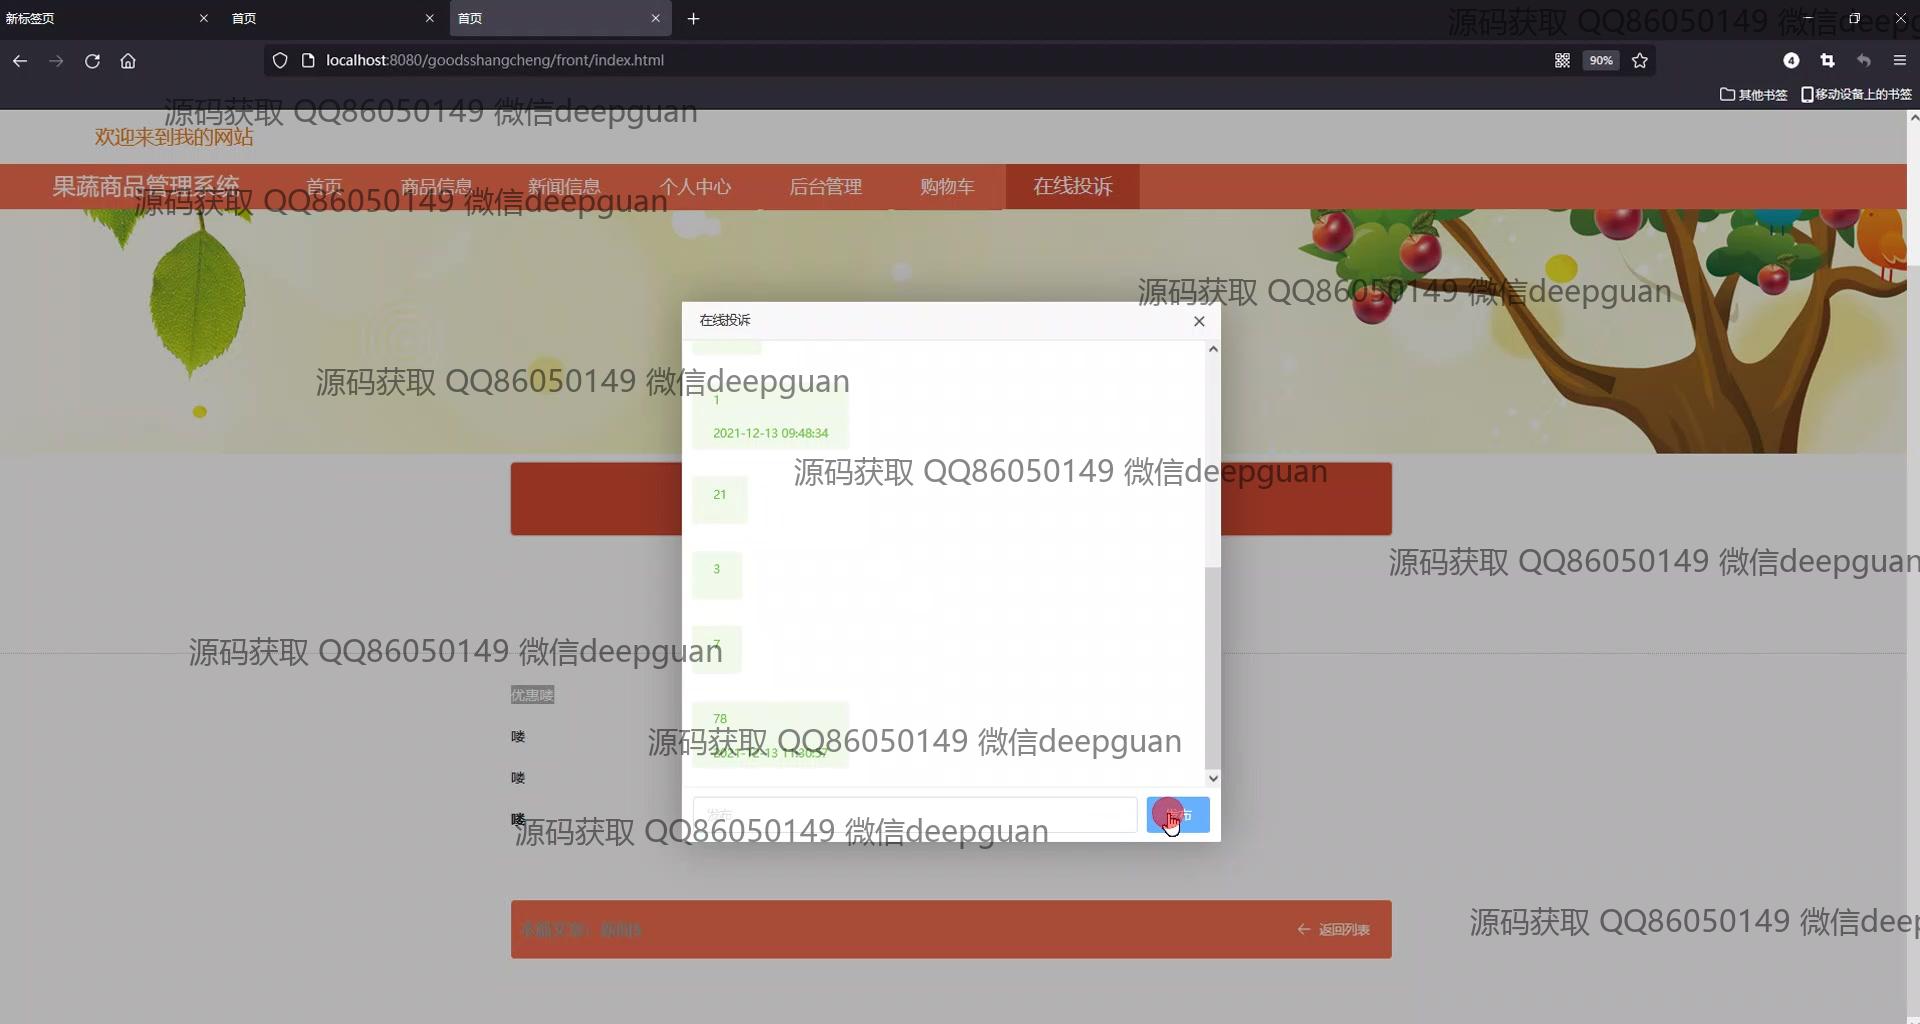 新标签页
首页
首页
源码获取 QQ86050149 微信deepg
localhost:8080/goodsshangcheng/front/index.html
90%
4
其他书签
移动设备上的书签
源码获取 QQ86050149 微信deepguan
欢迎来到我的网站
果蔬商品管理系统
首页
商品信息
新闻信息
个人中心
后台管理
购物车
在线投诉
源码获取 QQ86050149 微信deepguan
源码获取 QQ86050149 微信deepguan
在线投诉
源码获取 QQ86050149 微信deepguan
1
2021-12-13 09:48:34
源码获取 QQ86050149 微信deepguan
21
源码获取 QQ86050149 微信deepguan
3
7
源码获取 QQ86050149 微信deepguan
优惠喽
喽
78
2021-12-13 11:30:37
源码获取 QQ86050149 微信deepguan
喽
发布
发布
喽
源码获取 QQ86050149 微信deepguan
返回列表
源码获取 QQ86050149 微信deep